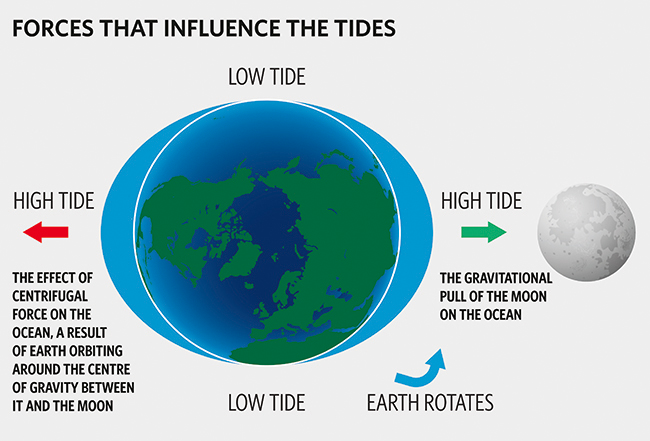 FORCES THAT INFLUENCE THE TIDES
LOW TIDE
HIGH TIDE
HIGH TIDE
THE EFFECT OF
CENTRIFUGAL
FORCE ON THE
OCEAN, A RESULT
OF EARTH ORBITING
AROUND THE CENTRE
OF GRAVITY BETWEEN
IT AND THE MOON
THE GRAVITATIONAL
PULL OF THE MOON
ON THE OCEAN
LOW TIDE
EARTH ROTATES